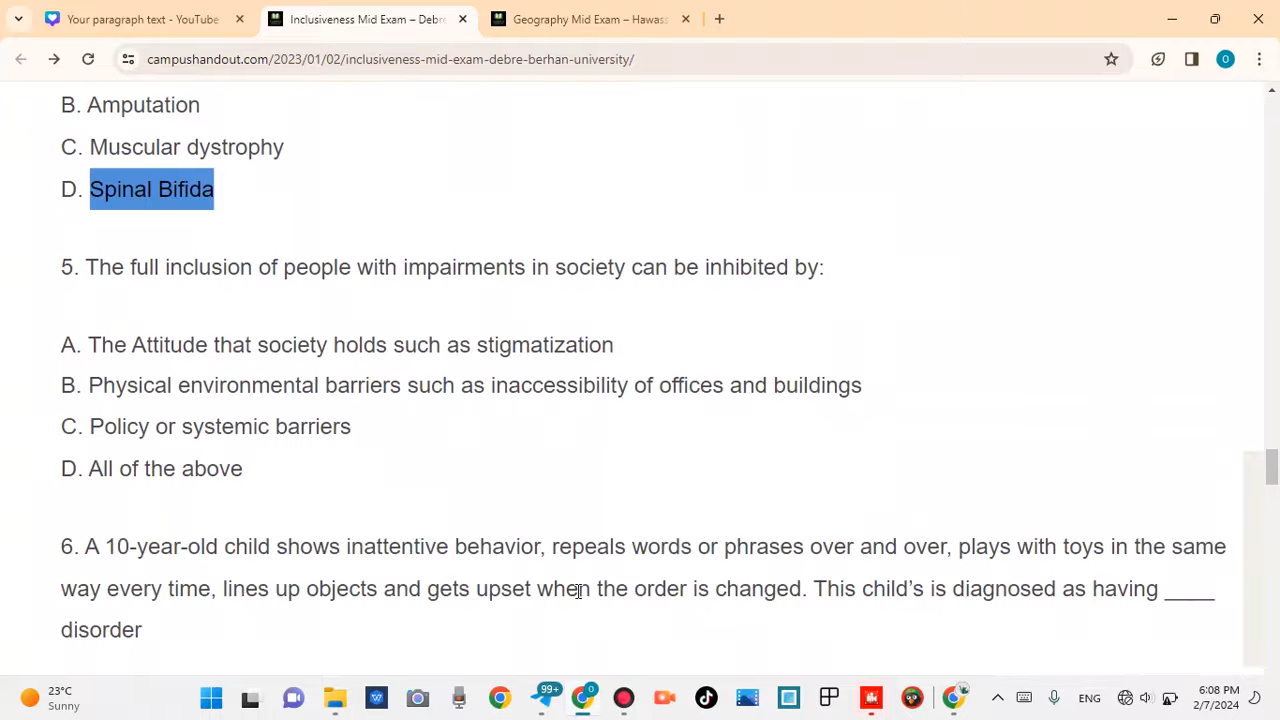 Your paragraph text - YouTube
Inclusiveness Mid Exam – Debre
Geography Mid Exam – Hawass
campushandout.com/2023/01/02/inclusiveness-mid-exam-debre-berhan-university/
O
B. Amputation
C. Muscular dystrophy
D. Spinal Bifida
5. The full inclusion of people with impairments in society can be inhibited by:
A. The Attitude that society holds such as stigmatization
B. Physical environmental barriers such as inaccessibility of offices and buildings
C. Policy or systemic barriers
D. All of the above
6. A 10-year-old child shows inattentive behavior, repeals words or phrases over and over, plays with toys in the same
way every time, lines up objects and gets upset when the order is changed. This child’s is diagnosed as having ____
disorder
23°C
Sunny
99+
ENG
5:08 PM
2/7/2024